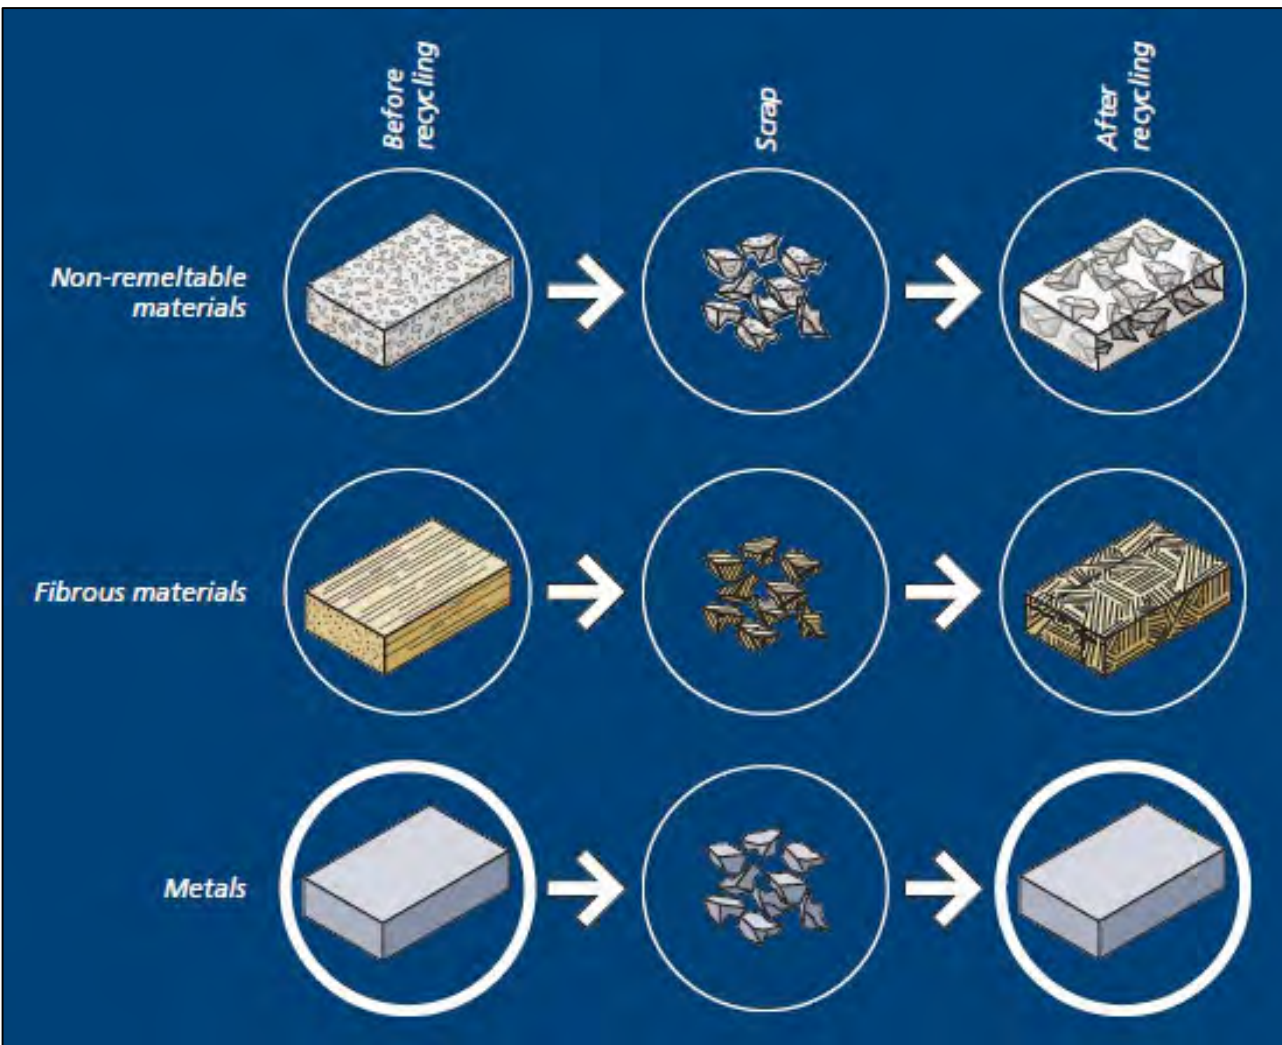 Before
recycling
Scrap
After
recycling
Non-remeltable
materials
Fibrous materials
Metals